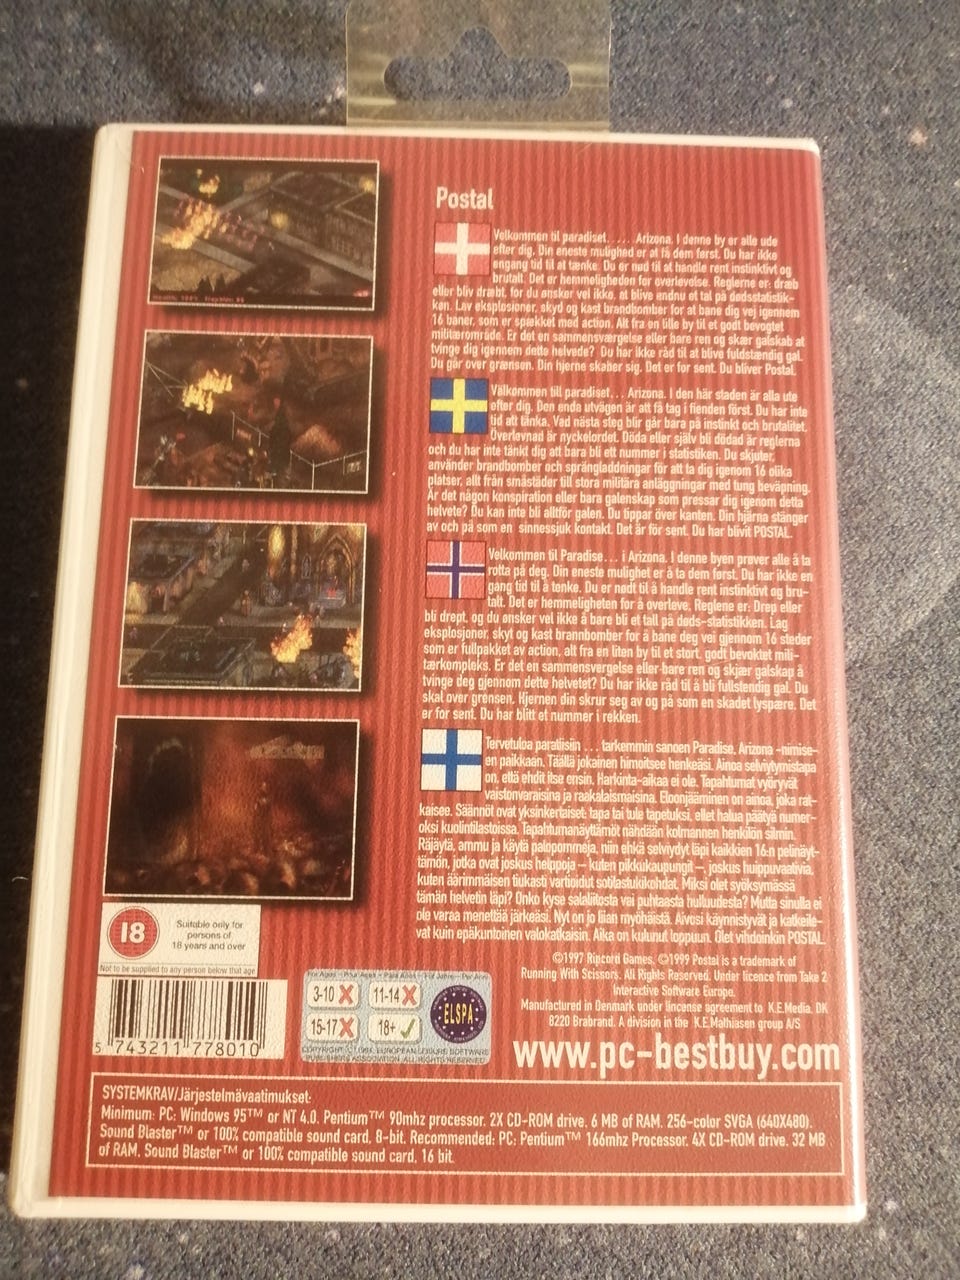 Postal
Velkommen til paradiset..... Arizona. I denne by er alle ude
efter dig. Din eneste mulighed er at få dem først. Du har ikke
engang tid til at tænke. Du er nød til at handle rent instinktivt og
brutalt. Det er hemmeligheden for overlevelse. Reglerne er: dræb
eller bliv dræbt, for du ønsker vel ikke, at blive endnu et tal på dødsstatistik-
ken. Lav eksplosioner, skyd og kast brandbomber for at bane dig vej igennem
16 baner, som er spækket med action. Alt fra en lille by til et godt bevogtet
militærområde. Er det en sammensværgelse eller bare ren og skær galskab at
tvinge dig igennem dette helvede? Du har ikke råd til at blive fuldstændig gal.
Du går over grænsen. Din hjerne skaber sig. Det er for sent. Du bliver Postal.
Välkommen till paradiset... Arizona. I den här staden är alla ute
efter dig. Den enda utvägen är att få tag i fienden först. Du har inte
tid att tänka. Vad nästa steg blir går bara på instinkt och brutalitet.
Överlevnad är nyckelordet. Döda eller själv bli dödad är reglerna
och du har inte tänkt dig att bara bli ett nummer i statistiken. Du skjuter,
använder brandbomber och sprängladdningar för att ta dig igenom 16 olika
platser, allt från småstäder till stora militära anläggningar med tung beväpning.
Är det någon konspiration eller bara galenskap som pressar dig igenom detta
helvete? Du kan inte bli alltför galen. Du tippar över kanten. Din hjärna stänger
av och på som en sinnessjuk kontakt. Det är för sent. Du har blivit POSTAL.
Velkommen til Paradise... i Arizona. I denne byen prøver alle å ta
rotta på deg. Din eneste mulighet er å ta dem først. Du har ikke en
gang tid til å tenke. Du er nødt til å handle rent instinktivt og bru-
talt. Det er hemmeligheten for å overleve. Reglene er: Drep eller
bli drept, og du ønsker vel ikke å bare bli et tall på døds-statistikken. Lag
eksplosjoner, skyt og kast brannbomber for å bane deg vei gjennom 16 steder
som er fullpakket av action, alt fra en liten by til et stort, godt bevoktet mili-
tærkompleks. Er det en sammensvergelse eller bare ren og skjær galskap å
tvinge deg gjennom dette helvetet? Du har ikke råd til å bli fullstendig gal. Du
skal over grensen. Hjernen din skrur seg av og på som en skadet lyspære. Det
er for sent. Du har blitt et nummer i rekken.
Tervetuloa paratiisiin ... tarkemmin sanoen Paradise, Arizona -nimise-
en paikkaan. Täällä jokainen himoitsee henkeäsi. Ainoa selviytymistapa
on, että ehdit itse ensin. Harkinta-aikaa ei ole. Tapahtumat vyöryvät
vaistonvaraisina ja raakalaismaisina. Eloonjääminen on ainoa, joka rat-
kaisee. Säännöt ovat yksinkertaiset: tapa tai tule tapetuksi, ellet halua päätyä numer-
oksi kuolintilastoissa. Tapahtumanäyttämöt nähdään kolmannen henkilön silmin.
Räjäytä, ammu ja käytä palopommeja, niin ehkä selviydyt läpi kaikkien 16:n pelinäyt-
tämön, jotka ovat joskus helppoja – kuten pikkukaupungit –, joskus huippuvaativia,
kuten äärimmäisen tiukasti vartioidut sotilastukikohdat. Miksi olet syöksymässä
tämän helvetin läpi? Onko kyse salaliitosta vai puhtaasta hulluudesta? Mutta sinulla ei
ole varaa menettää järkeäsi. Nyt on jo liian myöhäistä. Aivosi käynnistyvät ja katkeile-
vat kuin epäkuntoinen valokatkaisin. Aika on kulunut loppuun. Olet vihdoinkin POSTAL.
©1997 Ripcord Games, ©1999 Postal is a trademark of
Running With Scissors. All Rights Reserved. Under licence from Take 2
Interactive Software Europe.
Manufactured in Denmark under lincense agreement to K.E.Media, DK
8220 Brabrand. A division in the K.E.Mathiasen group A/S
www.pc-bestbuy.com
18
Suitable only for
persons of
18 years and over
Not to be supplied to any person below that age
5 743211 778010
3-10 11-14
15-17 18+
ELSPA
COPYRIGHT © 1994, EUROPEAN LEISURE SOFTWARE
PUBLISHERS ASSOCIATION. ALL RIGHTS RESERVED
SYSTEMKRAV/Järjestelmävaatimukset:
Minimum: PC: Windows 95™ or NT 4.0. Pentium™ 90mhz processor. 2X CD-ROM drive. 6 MB of RAM. 256-color SVGA (640X480).
Sound Blaster™ or 100% compatible sound card. 8-bit. Recommended: PC: Pentium™ 166mhz Processor. 4X CD-ROM drive. 32 MB
of RAM. Sound Blaster™ or 100% compatible sound card, 16 bit.